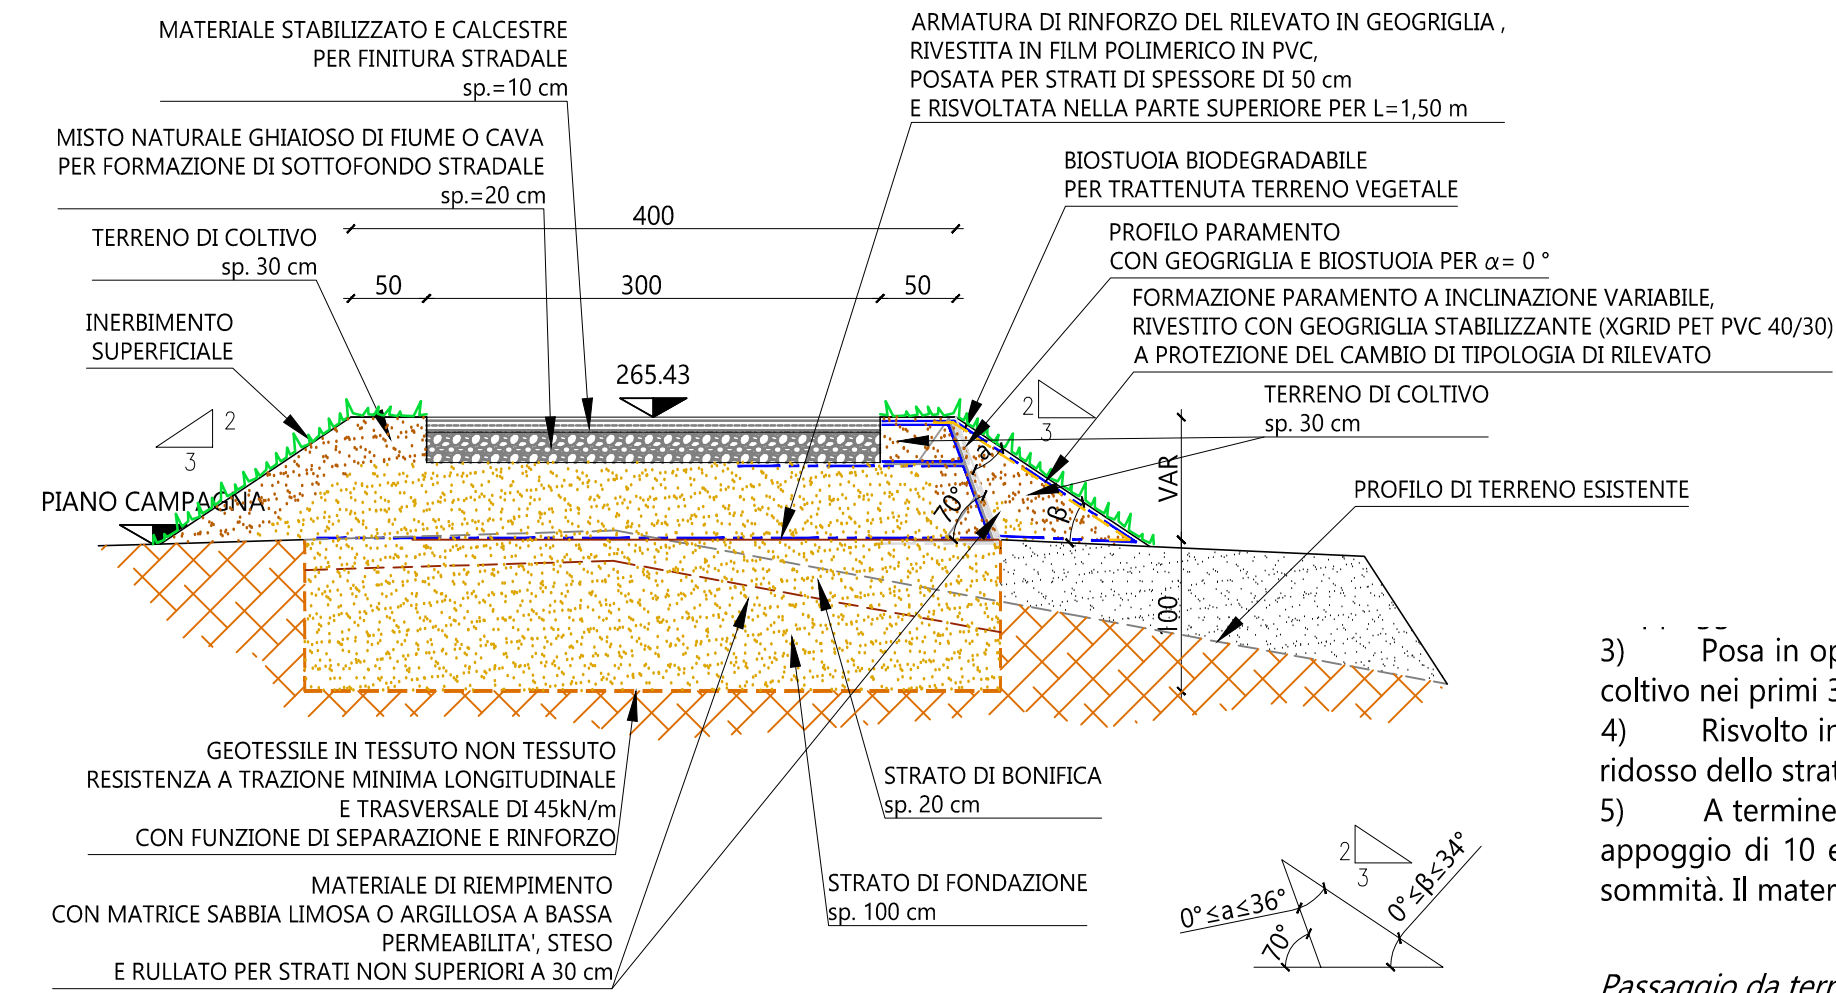 MATERIALE STABILIZZATO E CALCESTRE
PER FINITURA STRADALE
sp.=10 cm
MISTO NATURALE GHIAIOSO DI FIUME O CAVA
PER FORMAZIONE DI SOTTOFONDO STRADALE
sp.=20 cm
TERRENO DI COLTIVO
sp. 30 cm
INERBIMENTO
SUPERFICIALE
ARMATURA DI RINFORZO DEL RILEVATO IN GEOGRIGLIA ,
RIVESTITA IN FILM POLIMERICO IN PVC,
POSATA PER STRATI DI SPESSORE DI 50 cm
E RISVOLTATA NELLA PARTE SUPERIORE PER L=1,50 m
BIOSTUOIA BIODEGRADABILE
PER TRATTENUTA TERRENO VEGETALE
PROFILO PARAMENTO
CON GEOGRIGLIA E BIOSTUOIA PER α= 0 °
FORMAZIONE PARAMENTO A INCLINAZIONE VARIABILE,
RIVESTITO CON GEOGRIGLIA STABILIZZANTE (XGRID PET PVC 40/30)
A PROTEZIONE DEL CAMBIO DI TIPOLOGIA DI RILEVATO
TERRENO DI COLTIVO
sp. 30 cm
PROFILO DI TERRENO ESISTENTE
400
50
300
50
265.43
2
3
2
3
PIANO CAMPAGNA
70°
a
β
VAR
100
GEOTESSILE IN TESSUTO NON TESSUTO
RESISTENZA A TRAZIONE MINIMA LONGITUDINALE
E TRASVERSALE DI 45kN/m
CON FUNZIONE DI SEPARAZIONE E RINFORZO
MATERIALE DI RIEMPIMENTO
CON MATRICE SABBIA LIMOSA O ARGILLOSA A BASSA
PERMEABILITA', STESO
E RULLATO PER STRATI NON SUPERIORI A 30 cm
STRATO DI BONIFICA
sp. 20 cm
STRATO DI FONDAZIONE
sp. 100 cm
2
3
0°≤a≤36°
70°
0°≤β≤34°
3) Posa in op
coltivo nei primi 3
4) Risvolto in
ridosso dello strat
5) A termine
appoggio di 10 e
sommità. Il mater
Passaggio da terr